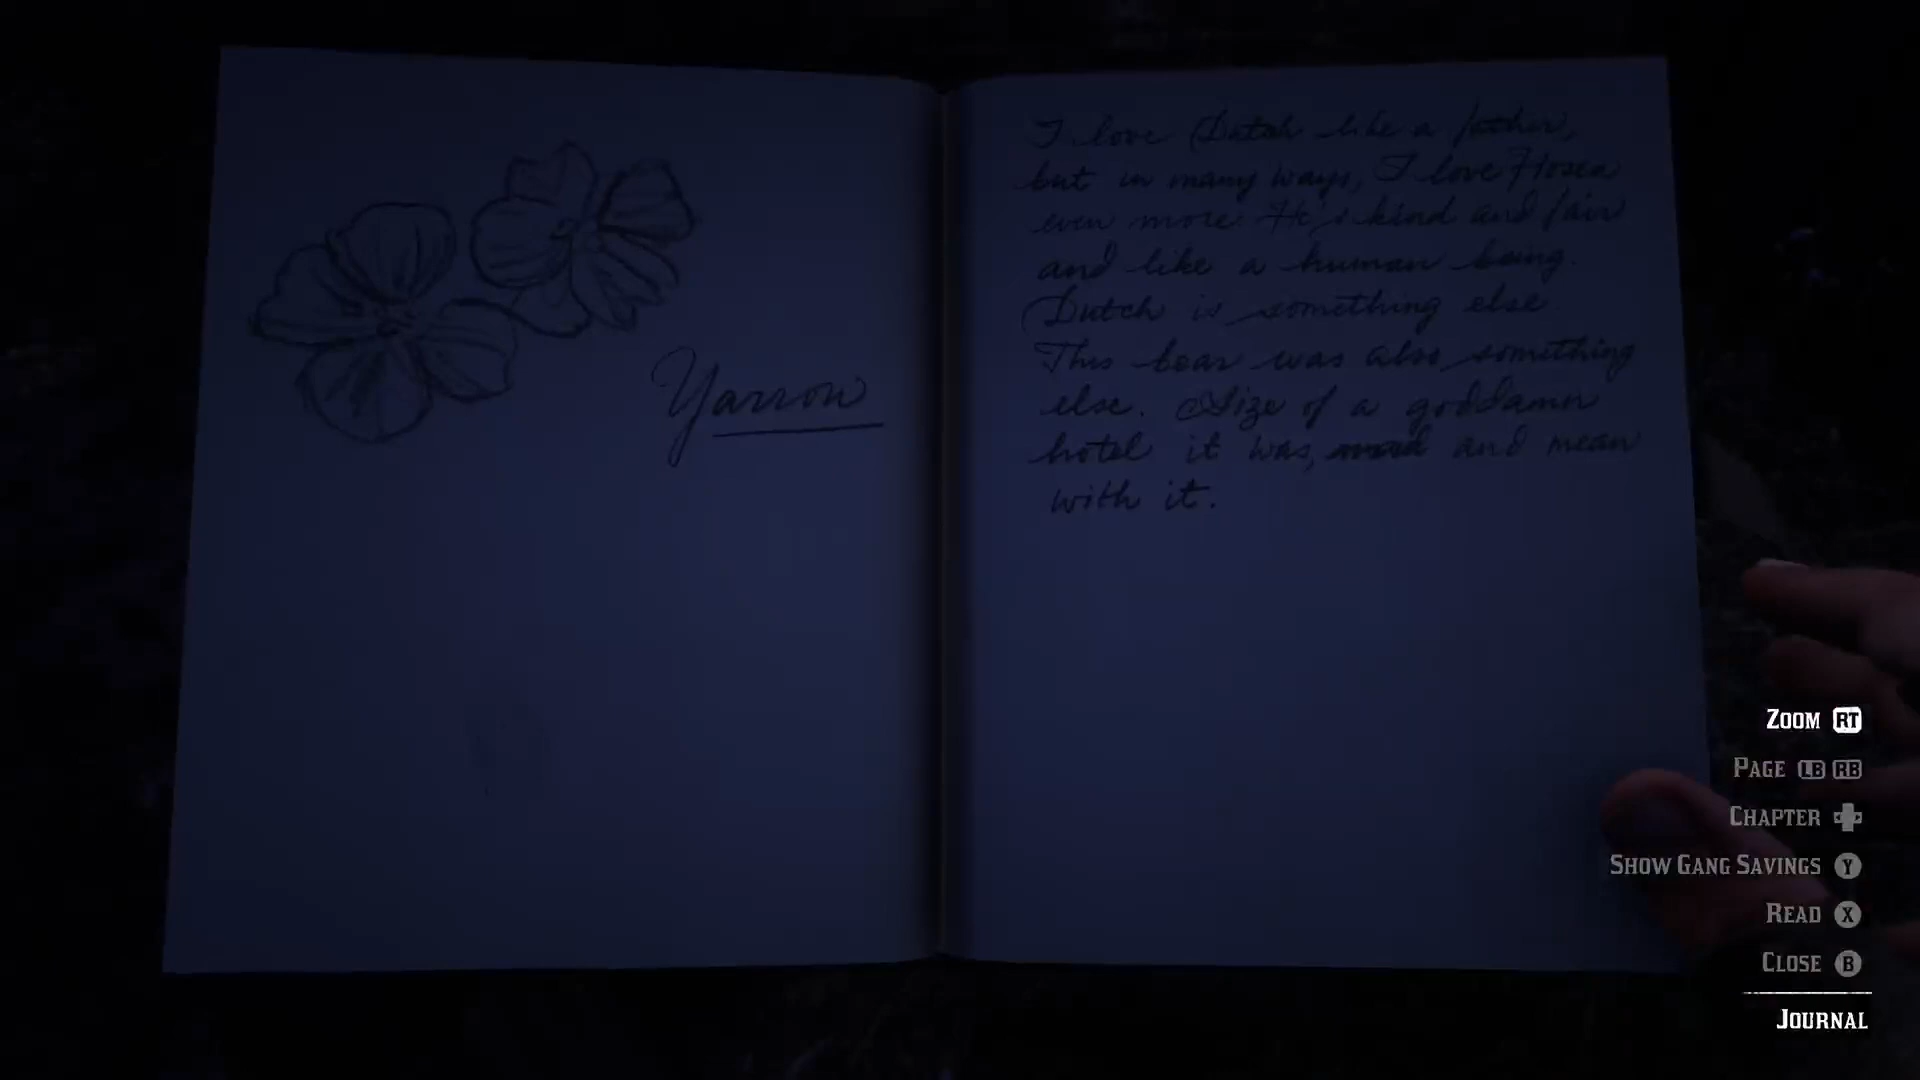 Yarrow
I love Dutch like a father,
but in many ways, I love Hosea
even more. He's kind and fair
and like a human being.
Dutch is something else
This bear was also something
else. Size of a goddamn
hotel it was, and mean
with it.
ZOOM RT
PAGE LB RB
CHAPTER
SHOW GANG SAVINGS Y
READ X
CLOSE B
JOURNAL